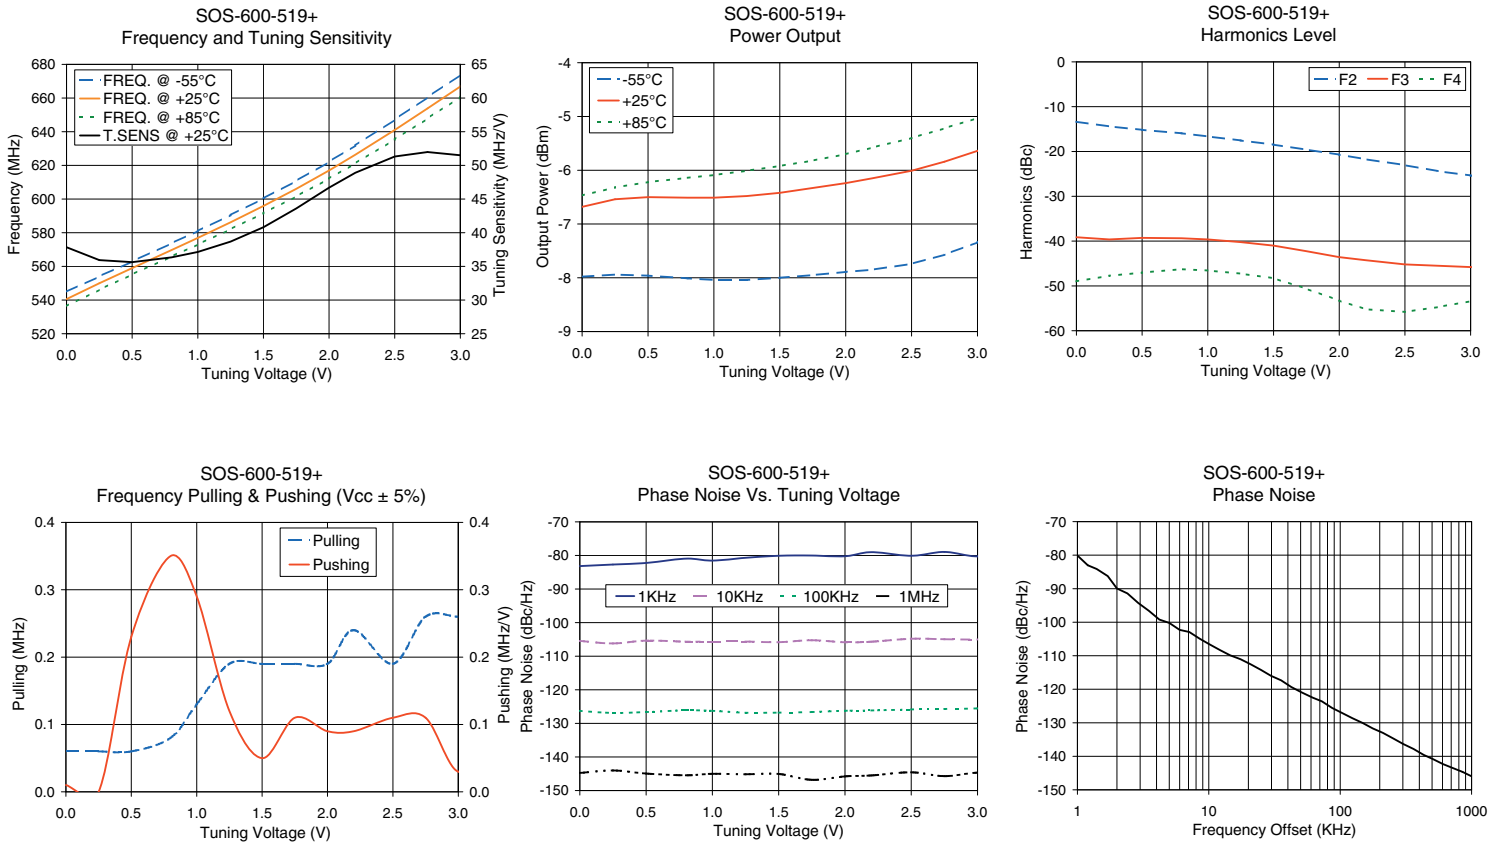 SOS-600-519+
Frequency and Tuning Sensitivity
680
660
640
620
600
580
560
540
520
Frequency (MHz)
FREQ. @ -55°C
FREQ. @ +25°C
FREQ. @ +85°C
T.SENS @ +25°C
65
60
55
50
45
40
35
30
25
Tuning Sensitivity (MHz/V)
0.0 0.5 1.0 1.5 2.0 2.5 3.0
Tuning Voltage (V)
SOS-600-519+
Power Output
-4
-5
-6
-7
-8
-9
Output Power (dBm)
-55°C
+25°C
+85°C
0.0 0.5 1.0 1.5 2.0 2.5 3.0
Tuning Voltage (V)
SOS-600-519+
Harmonics Level
0
-10
-20
-30
-40
-50
-60
Harmonics (dBc)
F2 F3 F4
0.0 0.5 1.0 1.5 2.0 2.5 3.0
Tuning Voltage (V)
SOS-600-519+
Frequency Pulling & Pushing (Vcc ± 5%)
0.4
0.3
0.2
0.1
0.0
Pulling (MHz)
Pulling
Pushing
0.4
0.3
0.2
0.1
0.0
Pushing (MHz/V)
0.0 0.5 1.0 1.5 2.0 2.5 3.0
Tuning Voltage (V)
SOS-600-519+
Phase Noise Vs. Tuning Voltage
-70
-80
-90
-100
-110
-120
-130
-140
-150
Phase Noise (dBc/Hz)
1KHz 10KHz 100KHz 1MHz
0.0 0.5 1.0 1.5 2.0 2.5 3.0
Tuning Voltage (V)
SOS-600-519+
Phase Noise
-70
-80
-90
-100
-110
-120
-130
-140
-150
Phase Noise (dBc/Hz)
1 10 100 1000
Frequency Offset (KHz)